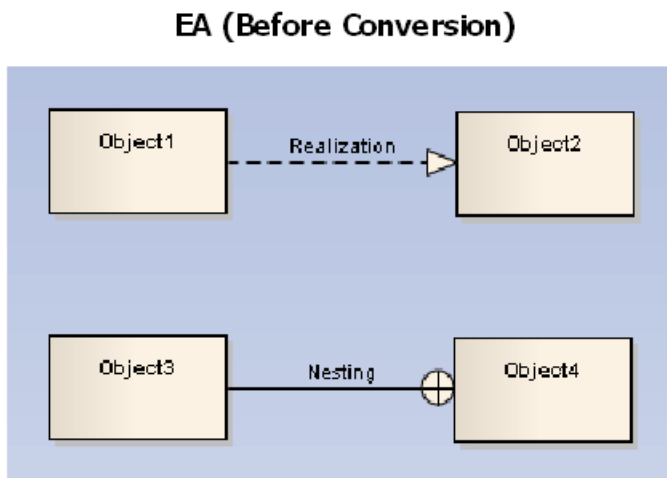 EA (Before Conversion)
Object1
Realization
Object2
Object3
Nesting
Object4